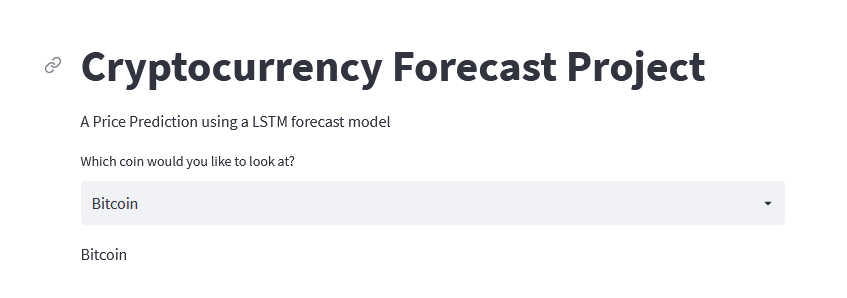 Cryptocurrency Forecast Project
A Price Prediction using a LSTM forecast model
Which coin would you like to look at?
Bitcoin
Bitcoin